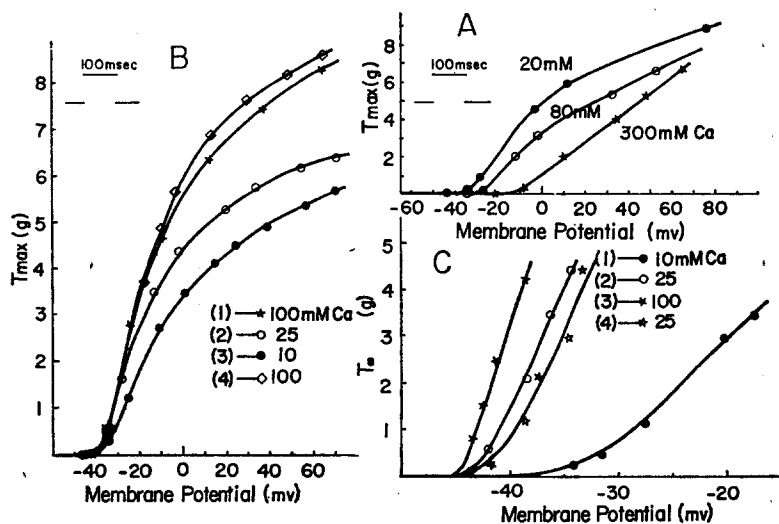 B
100msec
8
7
6
5
4
3
2
1
Tmax(g)
(1) 100mM Ca
(2) 25
(3) 10
(4) 100
-40 -20 0 20 40 60
Membrane Potential (mv)
A
100msec
20mM
80mM
300mM Ca
8
6
4
2
0
Tmax(g)
-60 -40 -20 0 20 40 60 80
Membrane Potential (mv)
C
(1) 10mM Ca
(2) 25
(3) 100
(4) 25
5
4
3
2
1
0
(g)
-40 -30 -20
Membrane Potential (mv)